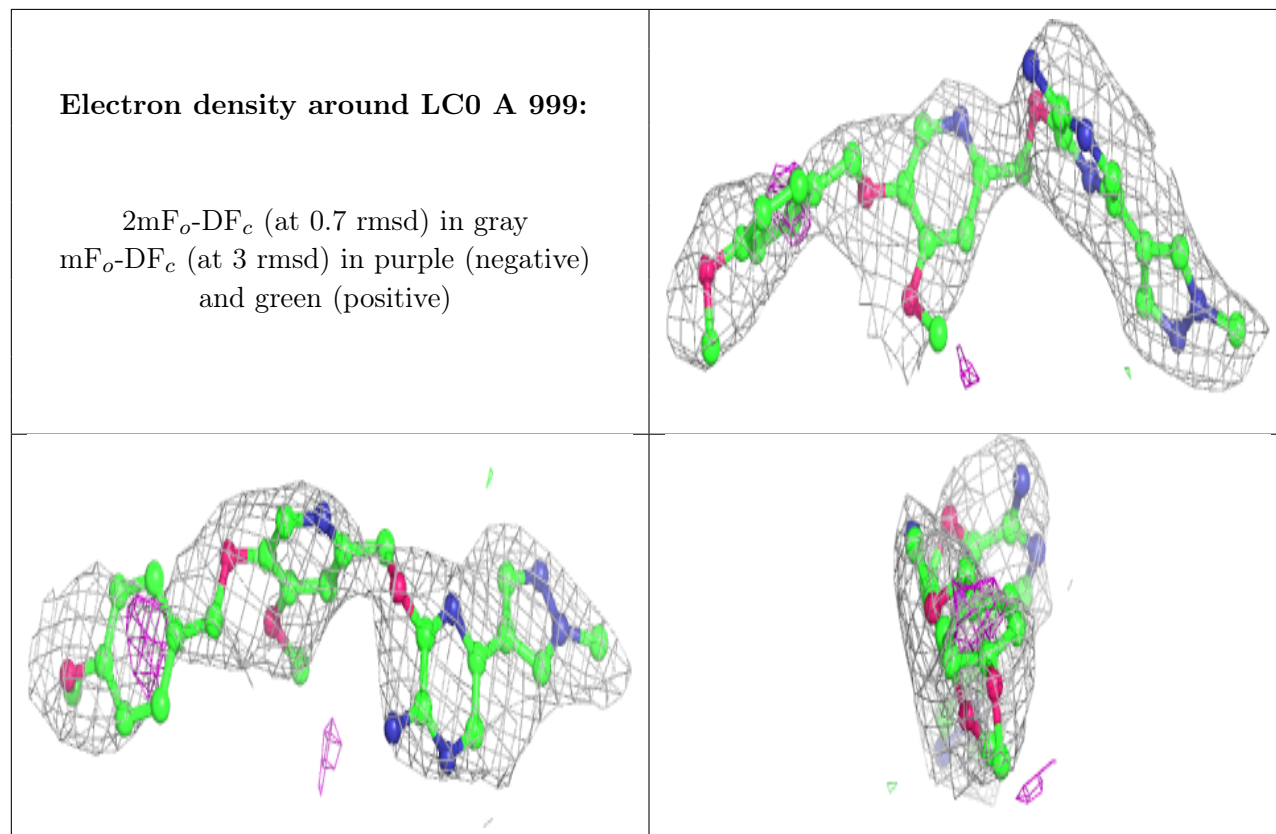 Electron density around LC0 A 999:
2mFo-DFc (at 0.7 rmsd) in gray
mFo-DFc (at 3 rmsd) in purple (negative)
and green (positive)